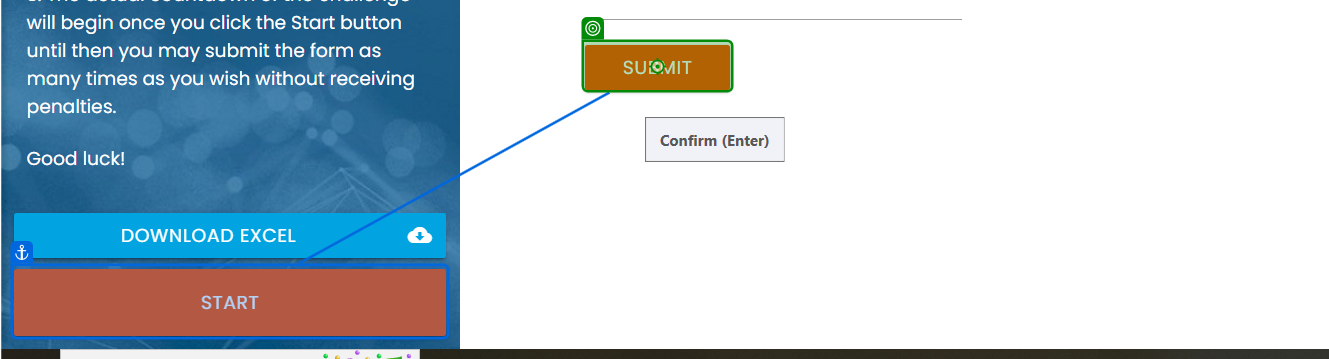 will begin once you click the Start button
until then you may submit the form as
many times as you wish without receiving
penalties.
Good luck!
DOWNLOAD EXCEL
START
SUBMIT
Confirm (Enter)